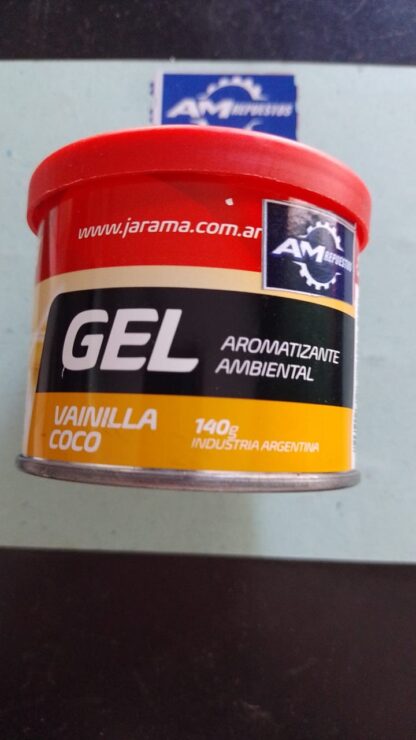 AM REPUESTOS
www.jarama.com.ar
AM REPUESTOS
GEL
AROMATIZANTE
AMBIENTAL
VAINILLA
COCO
140g
INDUSTRIA ARGENTINA